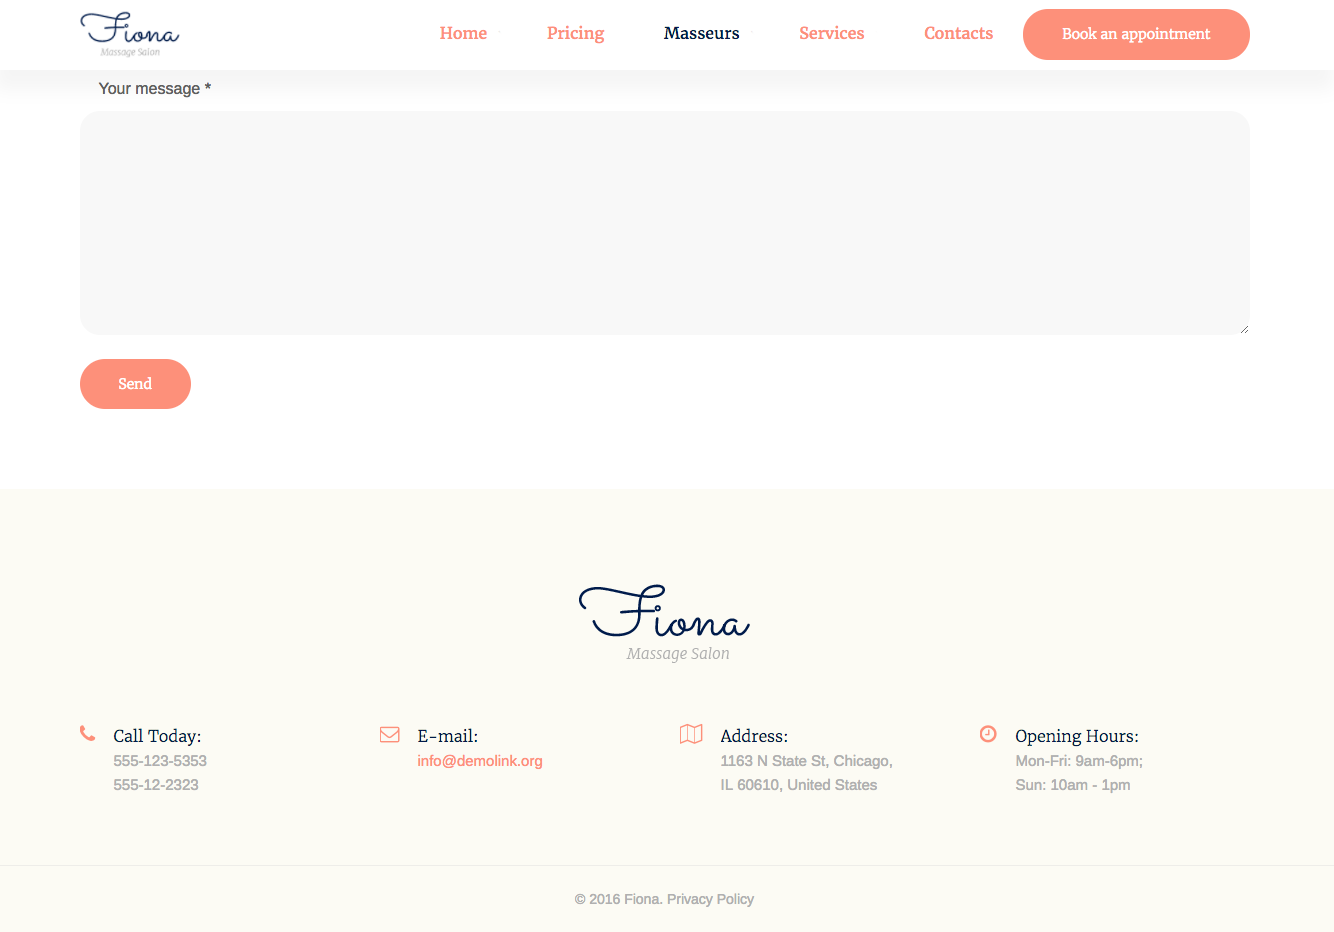 Fiona
Massage Salon
Home
Pricing
Masseurs
Services
Contacts
Book an appointment
Your message *
Send
Fiona
Massage Salon
Call Today:
555-123-5353
555-12-2323
E-mail:
info@demolink.org
Address:
1163 N State St, Chicago,
IL 60610, United States
Opening Hours:
Mon-Fri: 9am-6pm;
Sun: 10am - 1pm
© 2016 Fiona. Privacy Policy